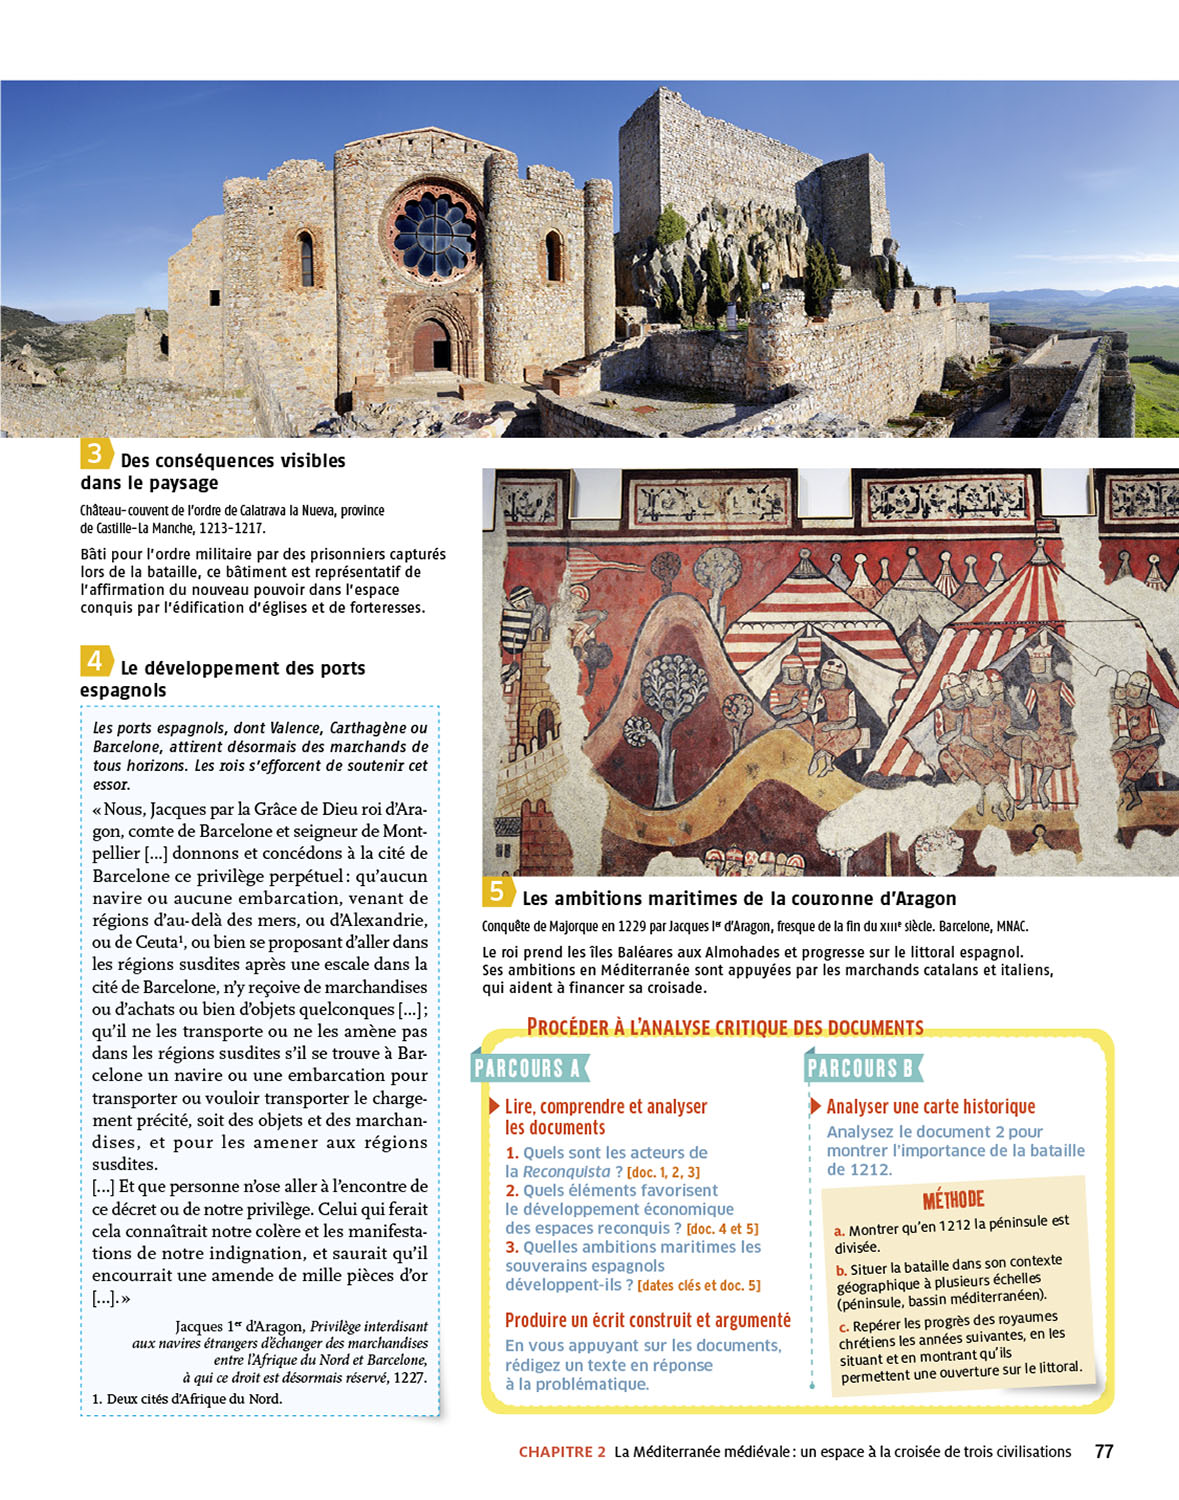 3 Des conséquences visibles
dans le paysage
Château-couvent de l'ordre de Calatrava la Nueva, province
de Castille-La Manche, 1213-1217.
Bâti pour l'ordre militaire par des prisonniers capturés
lors de la bataille, ce bâtiment est représentatif de
l'affirmation du nouveau pouvoir dans l'espace
conquis par l'édification d'églises et de forteresses.
4 Le développement des ports
espagnols
Les ports espagnols, dont Valence, Carthagène ou
Barcelone, attirent désormais des marchands de
tous horizons. Les rois s'efforcent de soutenir cet
essor.
« Nous, Jacques par la Grâce de Dieu roi d'Ara-
gon, comte de Barcelone et seigneur de Mont-
pellier [...] donnons et concédons à la cité de
Barcelone ce privilège perpétuel : qu'aucun
navire ou aucune embarcation, venant de
régions d'au-delà des mers, ou d'Alexandrie,
ou de Ceuta¹, ou bien se proposant d'aller dans
les régions susdites après une escale dans la
cité de Barcelone, n'y reçoive de marchandises
ou d'achats ou bien d'objets quelconques [...] ;
qu'il ne les transporte ou ne les amène pas
dans les régions susdites s'il se trouve à Bar-
celone un navire ou une embarcation pour
transporter ou vouloir transporter le charge-
ment précité, soit des objets et des marchan-
dises, et pour les amener aux régions
susdites.
[...] Et que personne n'ose aller à l'encontre de
ce décret ou de notre privilège. Celui qui ferait
cela connaîtrait notre colère et les manifesta-
tions de notre indignation, et saurait qu'il
encourrait une amende de mille pièces d'or
[...]. »
Jacques 1er d'Aragon, Privilège interdisant
aux navires étrangers d'échanger des marchandises
entre l'Afrique du Nord et Barcelone,
à qui ce droit est désormais réservé, 1227.
1. Deux cités d'Afrique du Nord.
5 Les ambitions maritimes de la couronne d'Aragon
Conquête de Majorque en 1229 par Jacques Ier d'Aragon, fresque de la fin du XIIIe siècle. Barcelone, MNAC.
Le roi prend les îles Baléares aux Almohades et progresse sur le littoral espagnol.
Ses ambitions en Méditerranée sont appuyées par les marchands catalans et italiens,
qui aident à financer sa croisade.
PROCÉDER À L'ANALYSE CRITIQUE DES DOCUMENTS
PARCOURS A
Lire, comprendre et analyser
les documents
1. Quels sont les acteurs de
la Reconquista ? [doc. 1, 2, 3]
2. Quels éléments favorisent
le développement économique
des espaces reconquis ? [doc. 4 et 5]
3. Quelles ambitions maritimes les
souverains espagnols
développent-ils ? [dates clés et doc. 5]
Produire un écrit construit et argumenté
En vous appuyant sur les documents,
rédigez un texte en réponse
à la problématique.
PARCOURS B
Analyser une carte historique
Analysez le document 2 pour
montrer l'importance de la bataille
de 1212.
MÉTHODE
a. Montrer qu'en 1212 la péninsule est
divisée.
b. Situer la bataille dans son contexte
géographique à plusieurs échelles
(péninsule, bassin méditerranéen).
c. Repérer les progrès des royaumes
chrétiens les années suivantes, en les
situant et en montrant qu'ils
permettent une ouverture sur le littoral.
CHAPITRE 2 La Méditerranée médiévale : un espace à la croisée de trois civilisations 77